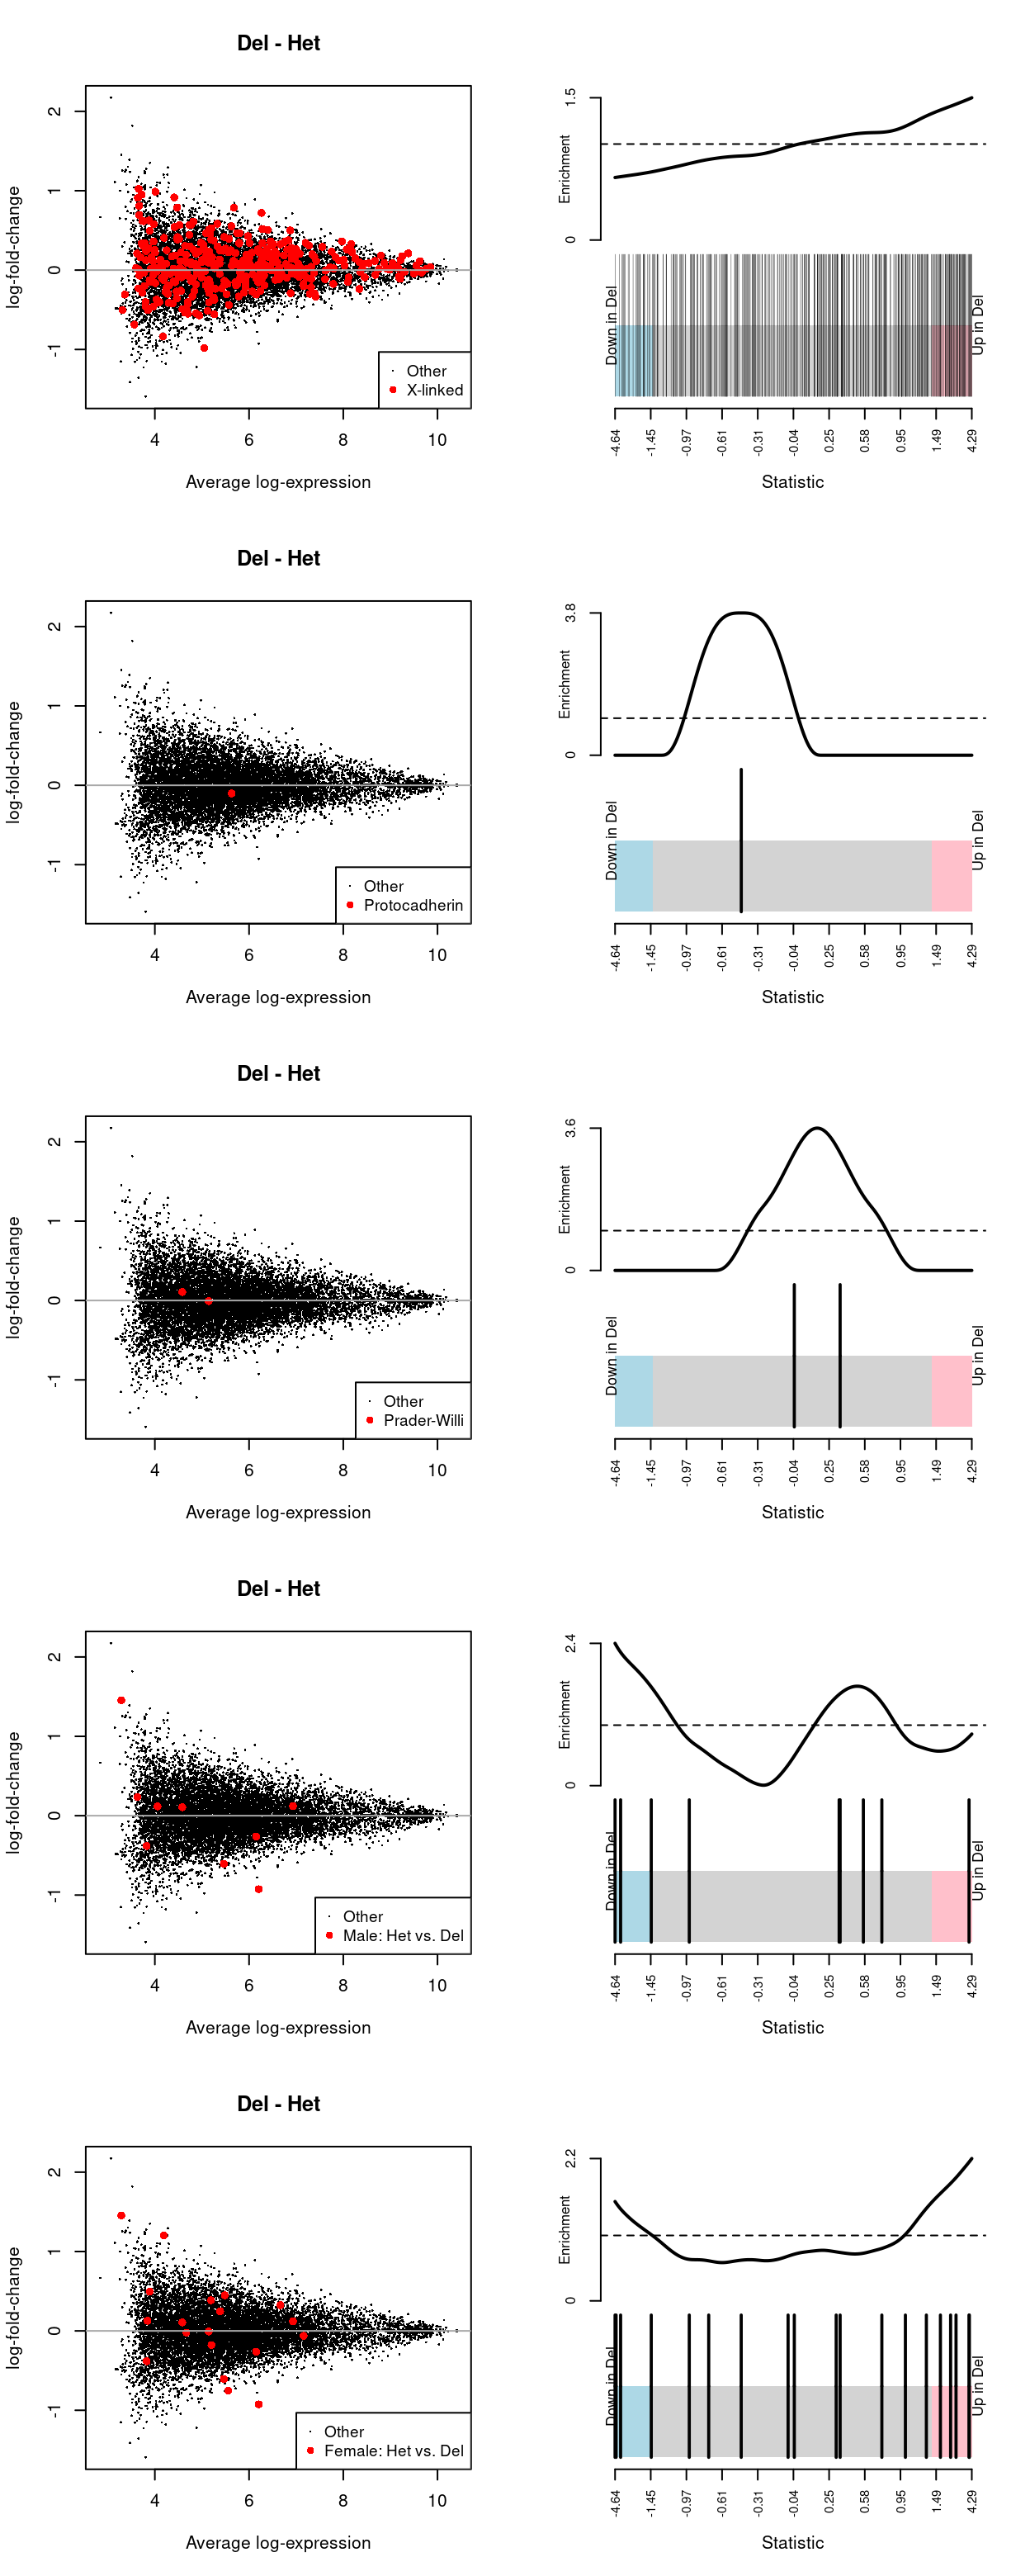 Del - Het
2
1
0
-1
log-fold-change
4 6 8 10
Average log-expression
Other
X-linked
1.5
0
Enrichment
Down in Del
Up in Del
-4.64 -1.45 -0.97 -0.61 -0.31 -0.04 0.25 0.58 0.95 1.49 4.29
Statistic
Del - Het
2
1
0
-1
log-fold-change
4 6 8 10
Average log-expression
Other
Protocadherin
3.8
0
Enrichment
Down in Del
Up in Del
-4.64 -1.45 -0.97 -0.61 -0.31 -0.04 0.25 0.58 0.95 1.49 4.29
Statistic
Del - Het
2
1
0
-1
log-fold-change
4 6 8 10
Average log-expression
Other
Prader-Willi
3.6
0
Enrichment
Down in Del
Up in Del
-4.64 -1.45 -0.97 -0.61 -0.31 -0.04 0.25 0.58 0.95 1.49 4.29
Statistic
Del - Het
2
1
0
-1
log-fold-change
4 6 8 10
Average log-expression
Other
Male: Het vs. Del
2.4
0
Enrichment
Down in Del
Up in Del
-4.64 -1.45 -0.97 -0.61 -0.31 -0.04 0.25 0.58 0.95 1.49 4.29
Statistic
Del - Het
2
1
0
-1
log-fold-change
4 6 8 10
Average log-expression
Other
Female: Het vs. Del
2.2
0
Enrichment
Down in Del
Up in Del
-4.64 -1.45 -0.97 -0.61 -0.31 -0.04 0.25 0.58 0.95 1.49 4.29
Statistic